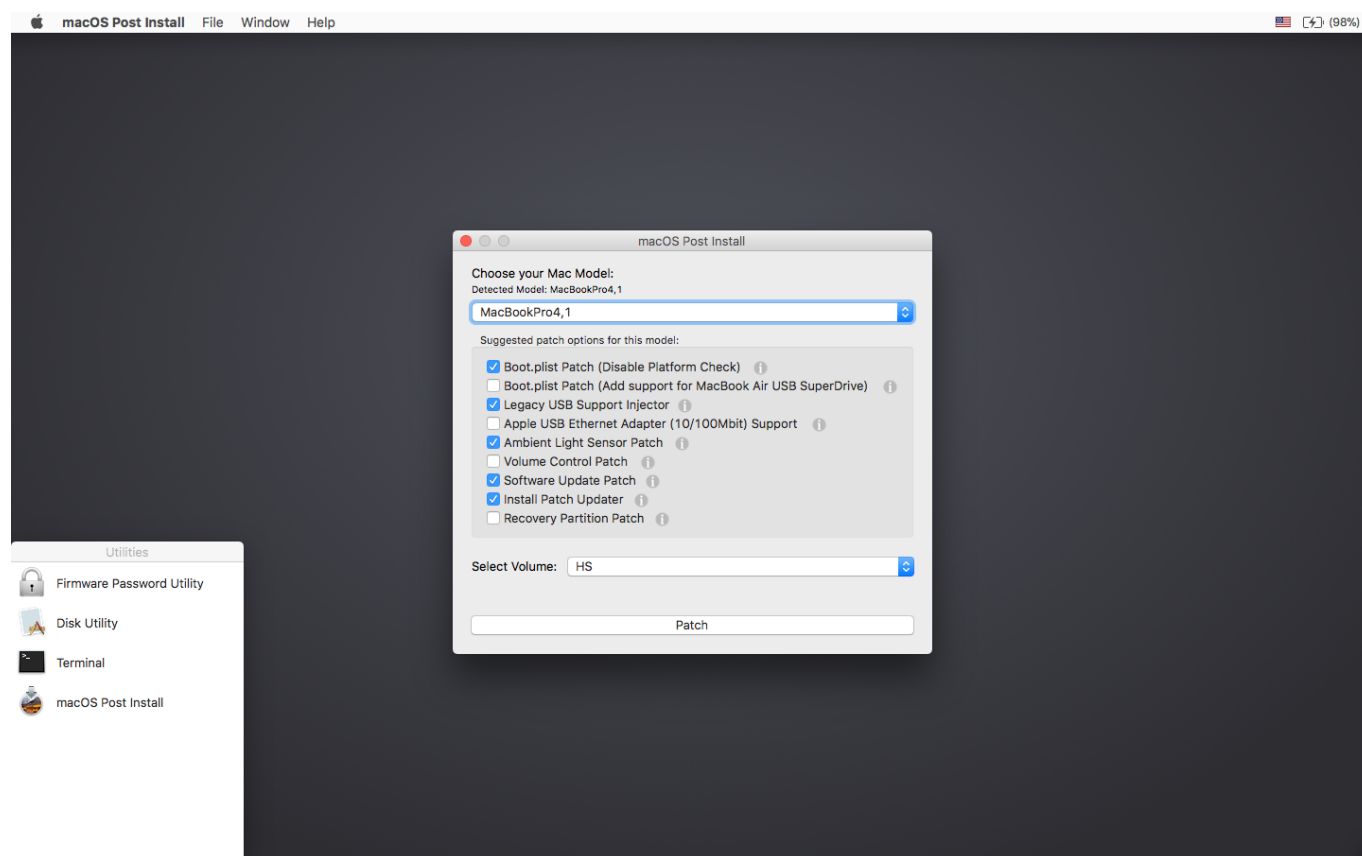 macOS Post Install File Window Help (98%)
macOS Post Install
Choose your Mac Model:
Detected Model: MacBookPro4,1
MacBookPro4,1
Suggested patch options for this model:
Boot.plist Patch (Disable Platform Check)
Boot.plist Patch (Add support for MacBook Air USB SuperDrive)
Legacy USB Support Injector
Apple USB Ethernet Adapter (10/100Mbit) Support
Ambient Light Sensor Patch
Volume Control Patch
Software Update Patch
Install Patch Updater
Recovery Partition Patch
Select Volume: HS
Patch
Utilities
Firmware Password Utility
Disk Utility
Terminal
macOS Post Install